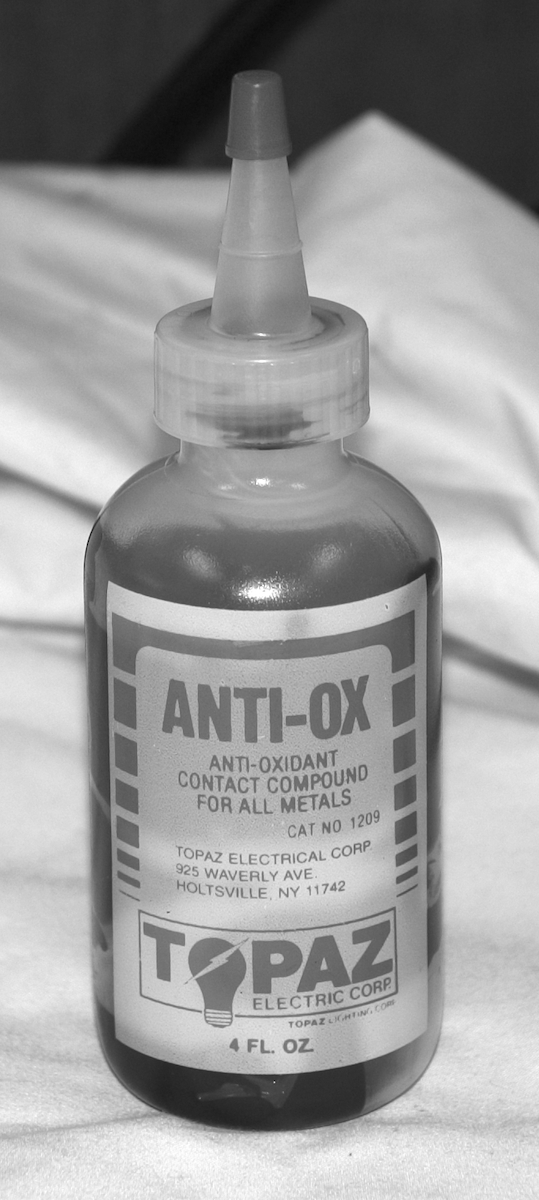 ANTI-OX
ANTI-OXIDANT
CONTACT COMPOUND
FOR ALL METALS
CAT NO 1209
TOPAZ ELECTRICAL CORP.
925 WAVERLY AVE.
HOLTSVILLE, NY 11742
TOPAZ
ELECTRIC CORP.
TOPAZ LIGHTING CORP.
4 FL. OZ.